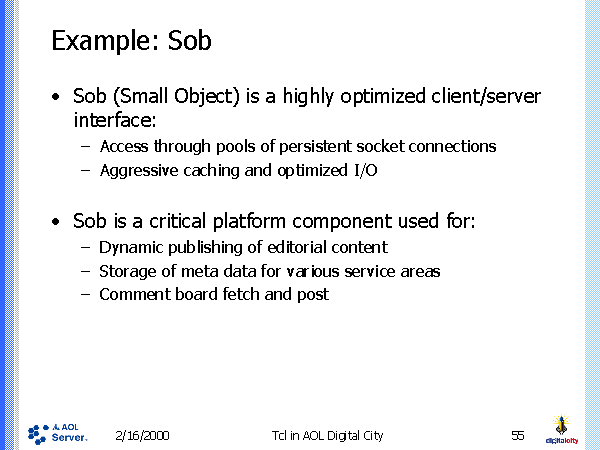 Example: Sob
• Sob (Small Object) is a highly optimized client/server
interface:
– Access through pools of persistent socket connections
– Aggressive caching and optimized I/O
• Sob is a critical platform component used for:
– Dynamic publishing of editorial content
– Storage of meta data for various service areas
– Comment board fetch and post
AOL
Server.
2/16/2000
Tcl in AOL Digital City
55
digitalcity